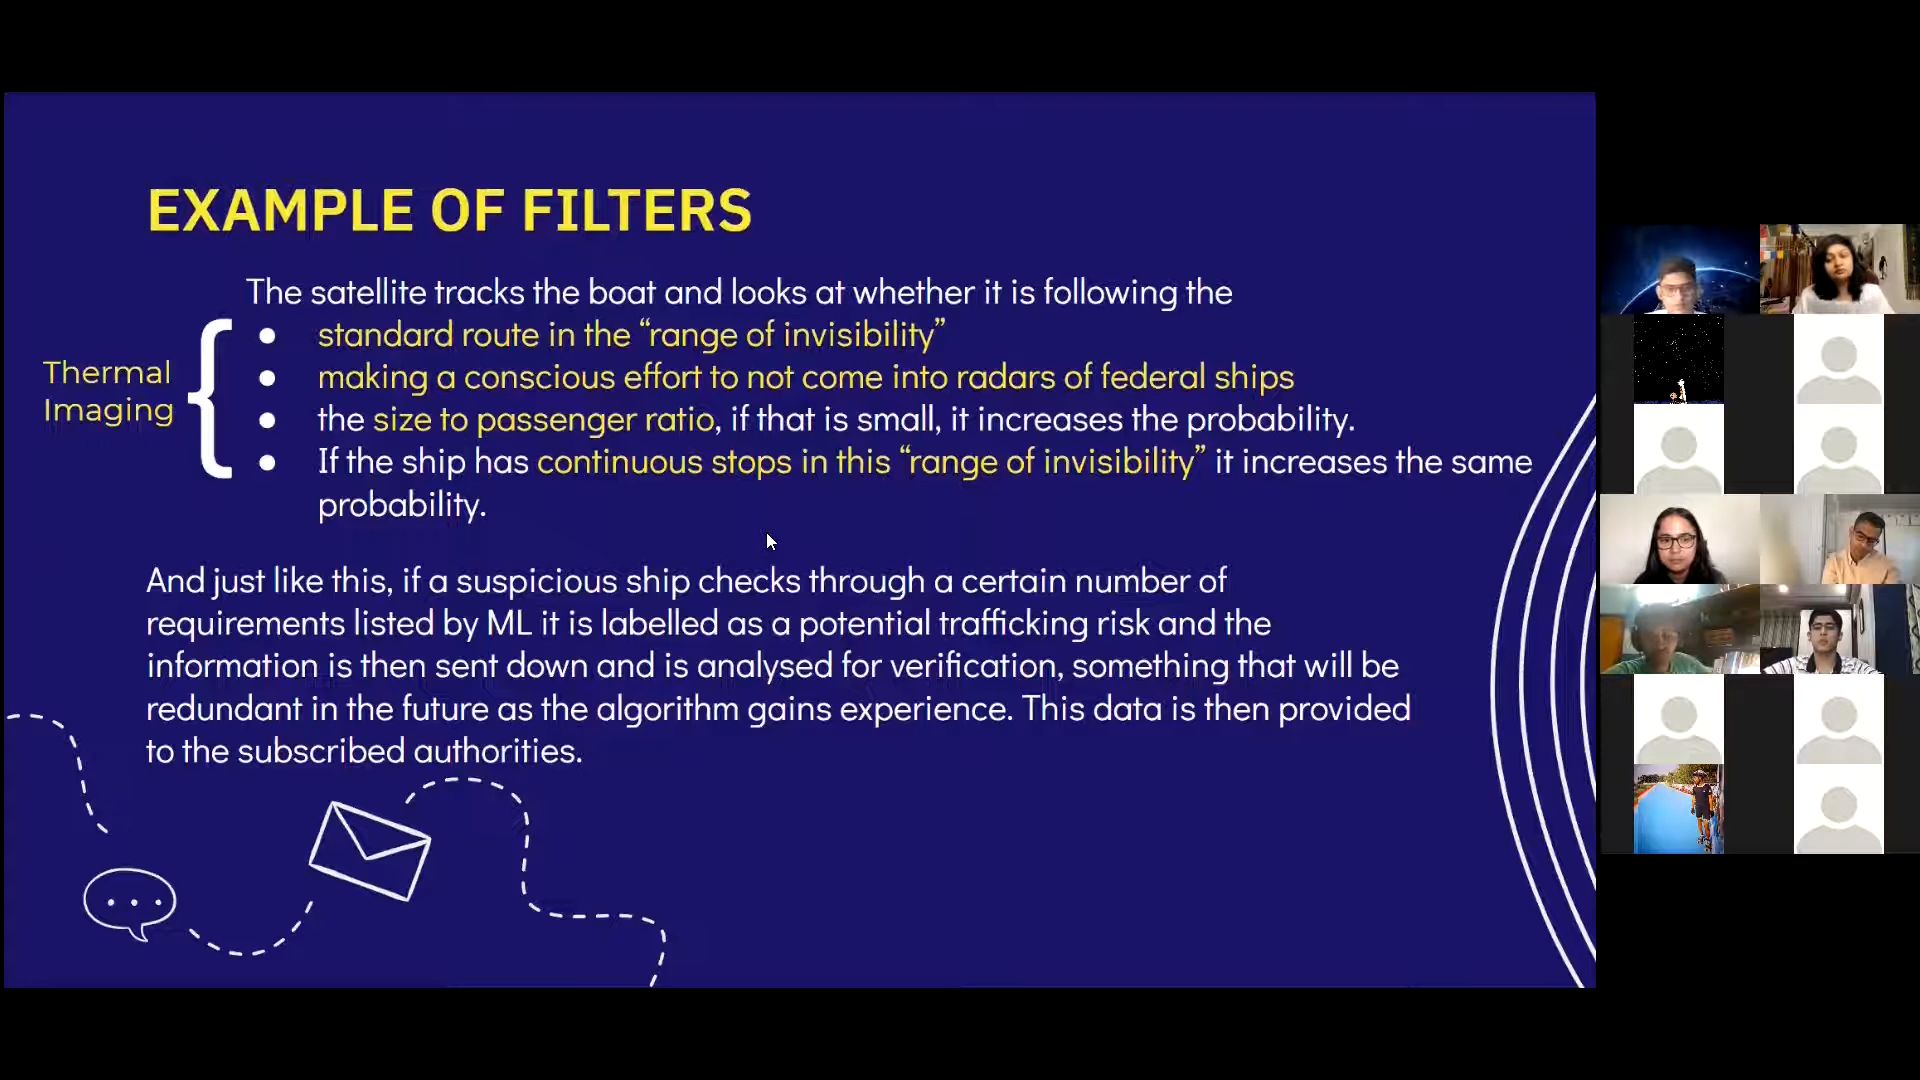 EXAMPLE OF FILTERS
The satellite tracks the boat and looks at whether it is following the
Thermal
Imaging
● standard route in the “range of invisibility”
● making a conscious effort to not come into radars of federal ships
● the size to passenger ratio, if that is small, it increases the probability.
● If the ship has continuous stops in this “range of invisibility” it increases the same
probability.
And just like this, if a suspicious ship checks through a certain number of
requirements listed by ML it is labelled as a potential trafficking risk and the
information is then sent down and is analysed for verification, something that will be
redundant in the future as the algorithm gains experience. This data is then provided
to the subscribed authorities.